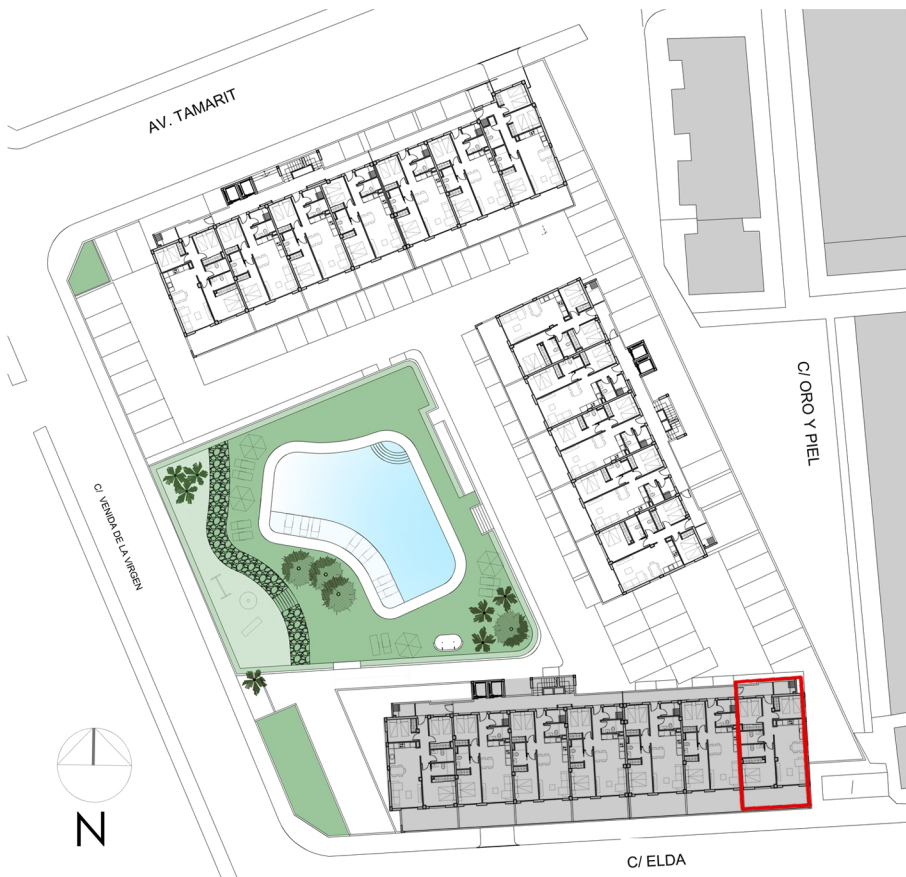 AV. TAMARIT
C/ ORO Y PIEL
C/ VENIDA DE LA VIRGEN
N
C/ ELDA